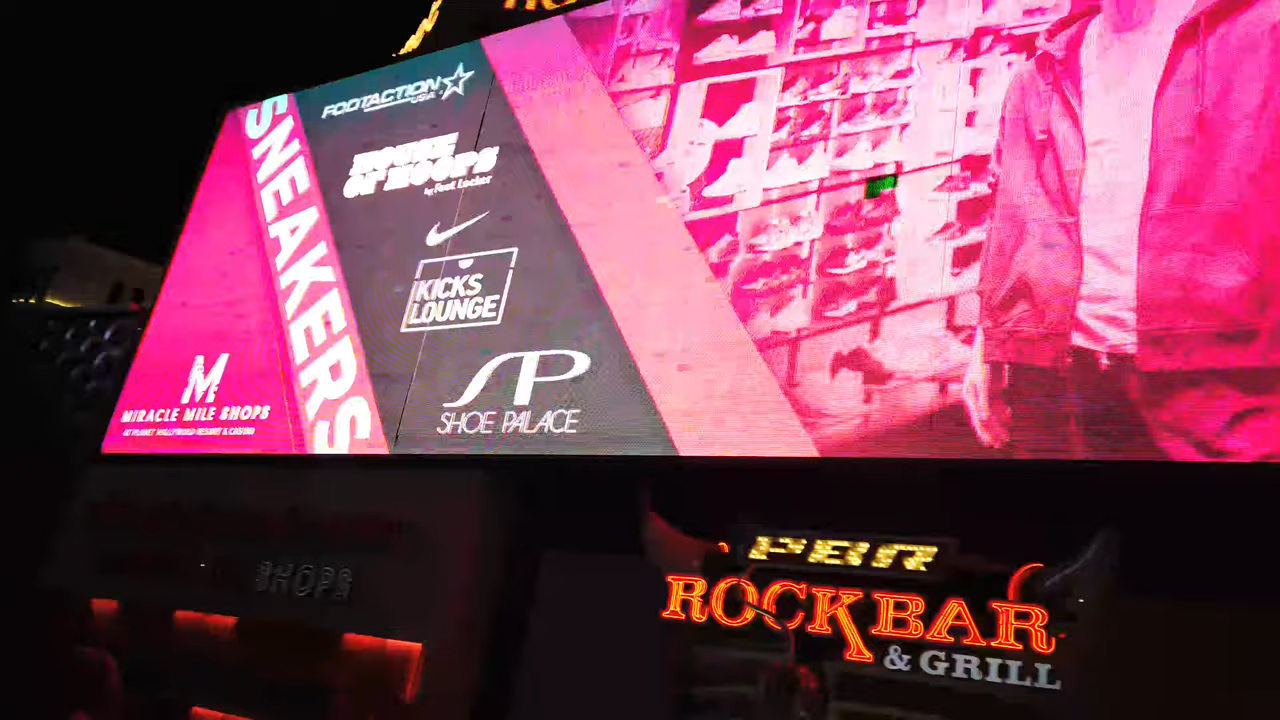 SNEAKERS
FOOTACTION
USA
HOUSE
OF HOOPS
by Foot Locker
KICKS
LOUNGE
SP
SHOE PALACE
M
MIRACLE MILE SHOPS
AT PLANET HOLLYWOOD RESORT & CASINO
SHOPS
PBR
ROCKBAR
& GRILL